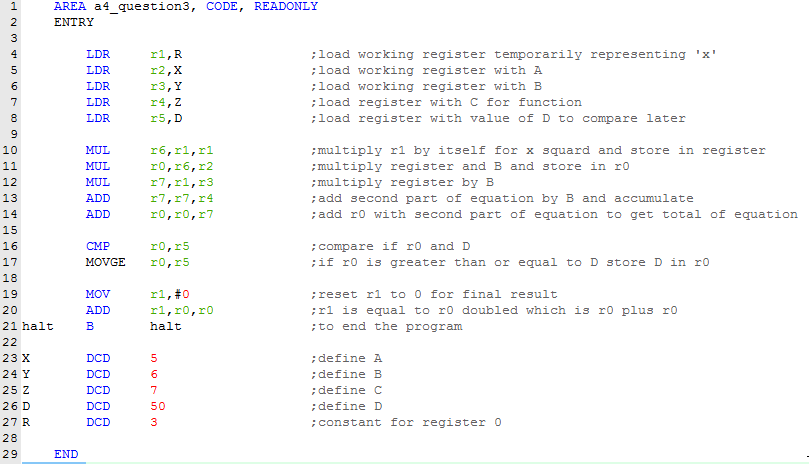 1 AREA a4_question3, CODE, READONLY
2 ENTRY
3
4 LDR r1,R ;load working register temporarily representing 'x'
5 LDR r2,X ;load working register with A
6 LDR r3,Y ;load working register with B
7 LDR r4,Z ;load register with C for function
8 LDR r5,D ;load register with value of D to compare later
9
10 MUL r6,r1,r1 ;multiply r1 by itself for x squard and store in register
11 MUL r0,r6,r2 ;multiply register and B and store in r0
12 MUL r7,r1,r3 ;multiply register by B
13 ADD r7,r7,r4 ;add second part of equation by B and accumulate
14 ADD r0,r0,r7 ;add r0 with second part of equation to get total of equation
15
16 CMP r0,r5 ;compare if r0 and D
17 MOVGE r0,r5 ;if r0 is greater than or equal to D store D in r0
18
19 MOV r1,#0 ;reset r1 to 0 for final result
20 ADD r1,r0,r0 ;r1 is equal to r0 doubled which is r0 plus r0
21 halt B halt ;to end the program
22
23 X DCD 5 ;define A
24 Y DCD 6 ;define B
25 Z DCD 7 ;define C
26 D DCD 50 ;define D
27 R DCD 3 ;constant for register 0
28
29 END